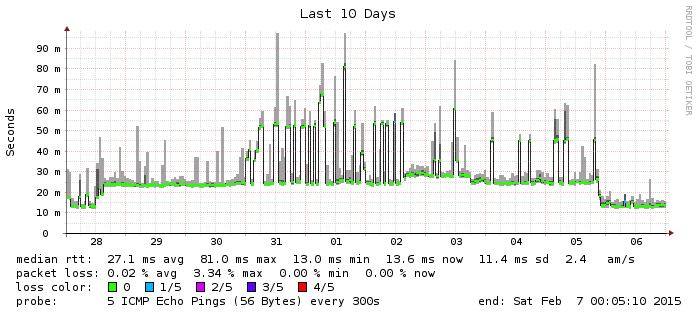 Last 10 Days
RRDTOOL / TOBI OETIKER
Seconds
90 m
80 m
70 m
60 m
50 m
40 m
30 m
20 m
10 m
0
28 29 30 31 01 02 03 04 05 06
median rtt: 27.1 ms avg 81.0 ms max 13.0 ms min 13.6 ms now 11.4 ms sd 2.4 am/s
packet loss: 0.02 % avg 3.34 % max 0.00 % min 0.00 % now
loss color: 0 1/5 2/5 3/5 4/5
probe: 5 ICMP Echo Pings (56 Bytes) every 300s end: Sat Feb 7 00:05:10 2015